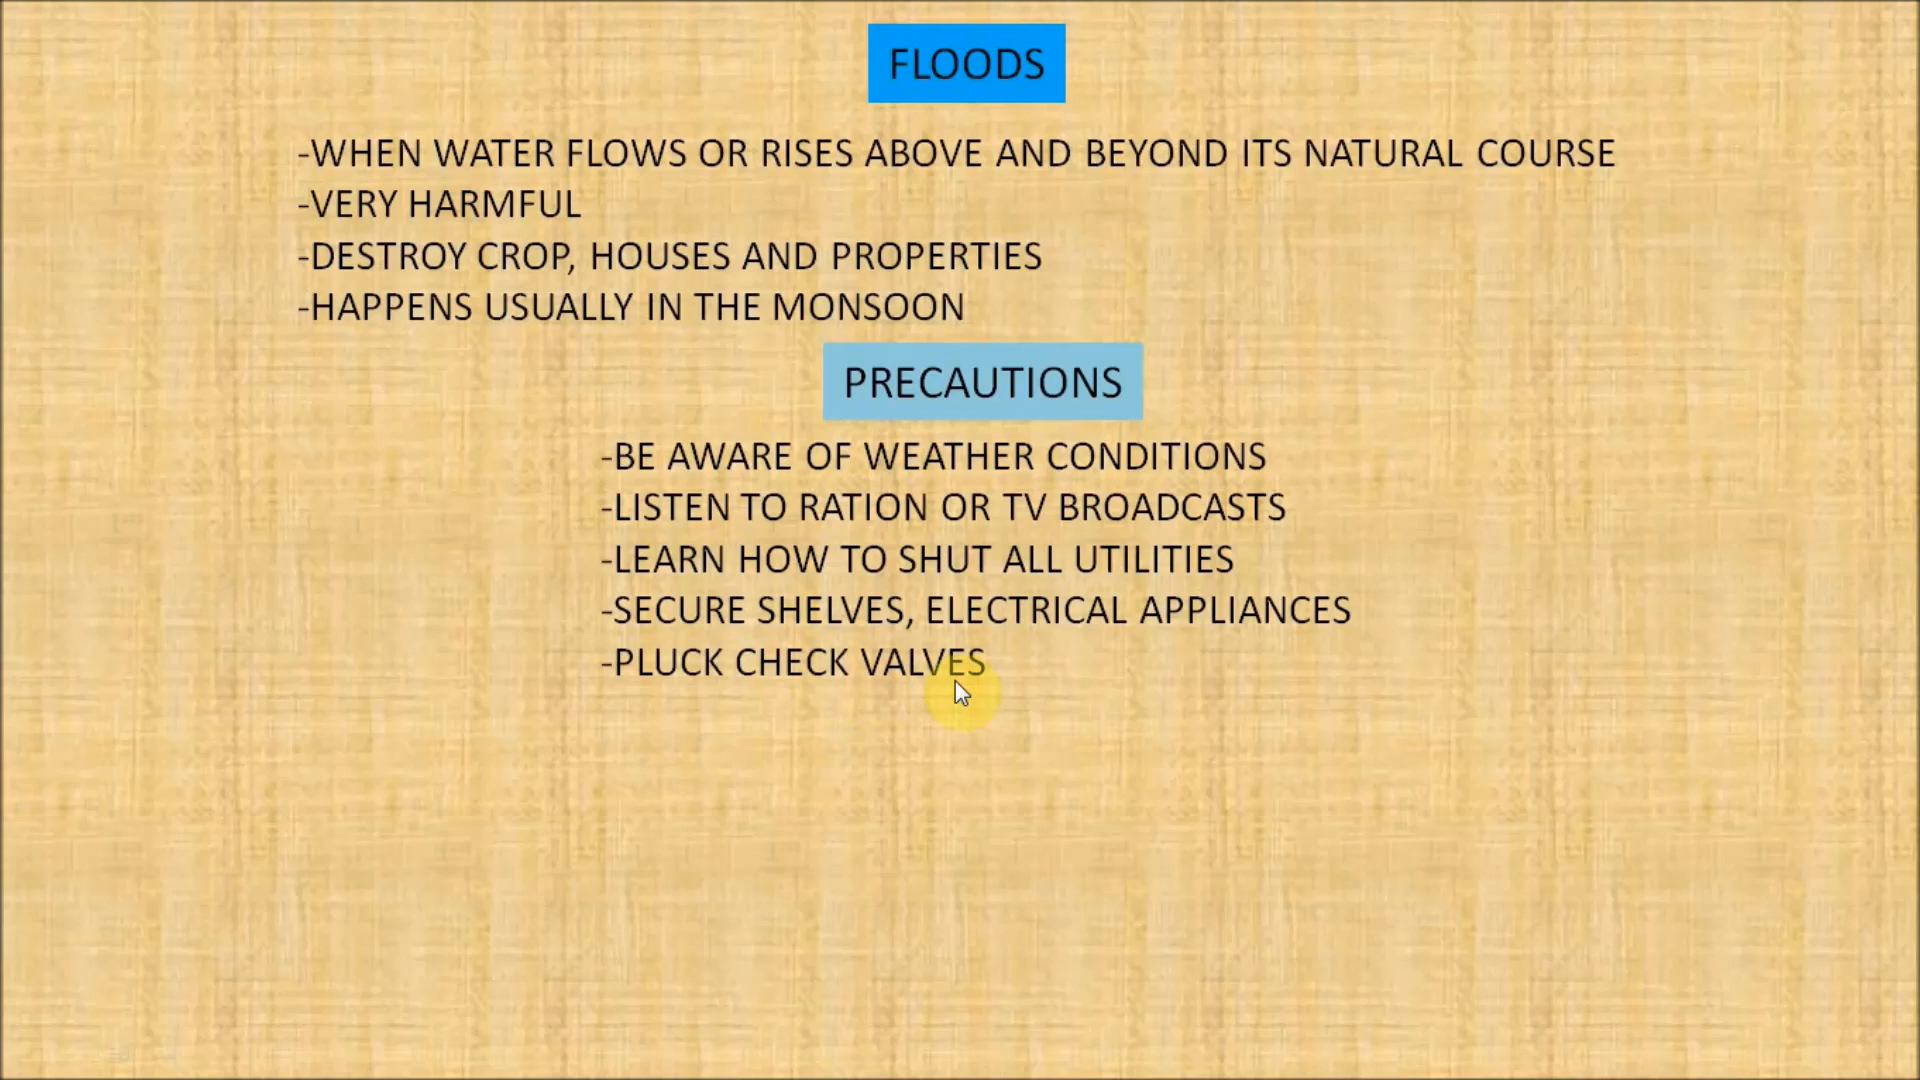 FLOODS
-WHEN WATER FLOWS OR RISES ABOVE AND BEYOND ITS NATURAL COURSE
-VERY HARMFUL
-DESTROY CROP, HOUSES AND PROPERTIES
-HAPPENS USUALLY IN THE MONSOON
PRECAUTIONS
-BE AWARE OF WEATHER CONDITIONS
-LISTEN TO RATION OR TV BROADCASTS
-LEARN HOW TO SHUT ALL UTILITIES
-SECURE SHELVES, ELECTRICAL APPLIANCES
-PLUCK CHECK VALVES